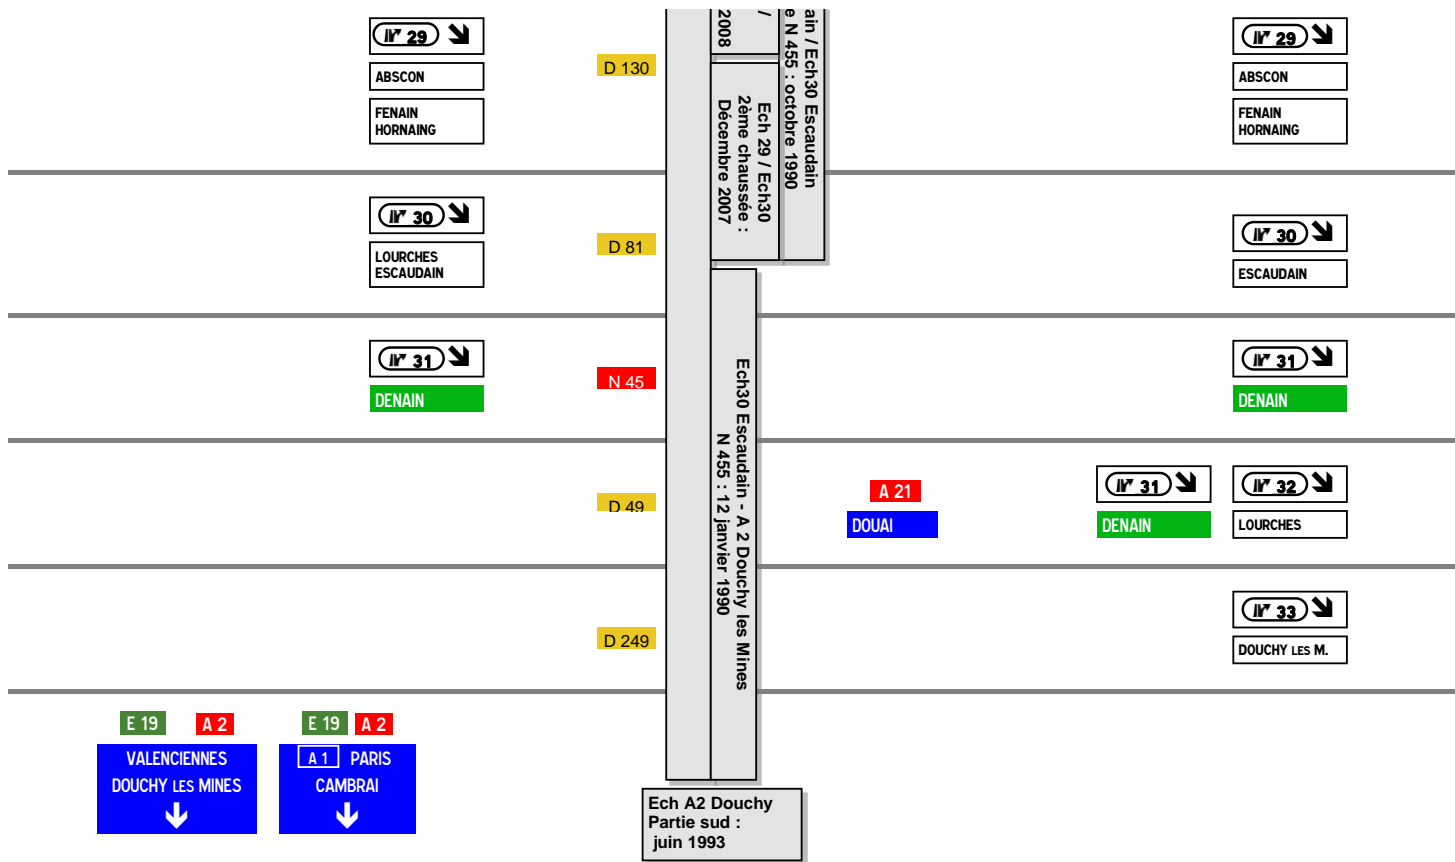 29
ABSCON
FENAIN
HORNAING
D 130
/
2008
ain / Ech30 Escaudain
e N 455 : octobre 1990
29
ABSCON
FENAIN
HORNAING
Ech 29 / Ech30
2ème chaussée :
Décembre 2007
30
LOURCHES
ESCAUDAIN
D 81
30
ESCAUDAIN
31
DENAIN
N 45
Ech30 Escaudain - A 2 Douchy les Mines
N 455 : 12 janvier 1990
31
DENAIN
D 49
A 21
DOUAI
31
DENAIN
32
LOURCHES
D 249
33
DOUCHY LES M.
E 19 A 2
VALENCIENNES
DOUCHY LES MINES
E 19 A 2
A 1 PARIS
CAMBRAI
Ech A2 Douchy
Partie sud :
juin 1993